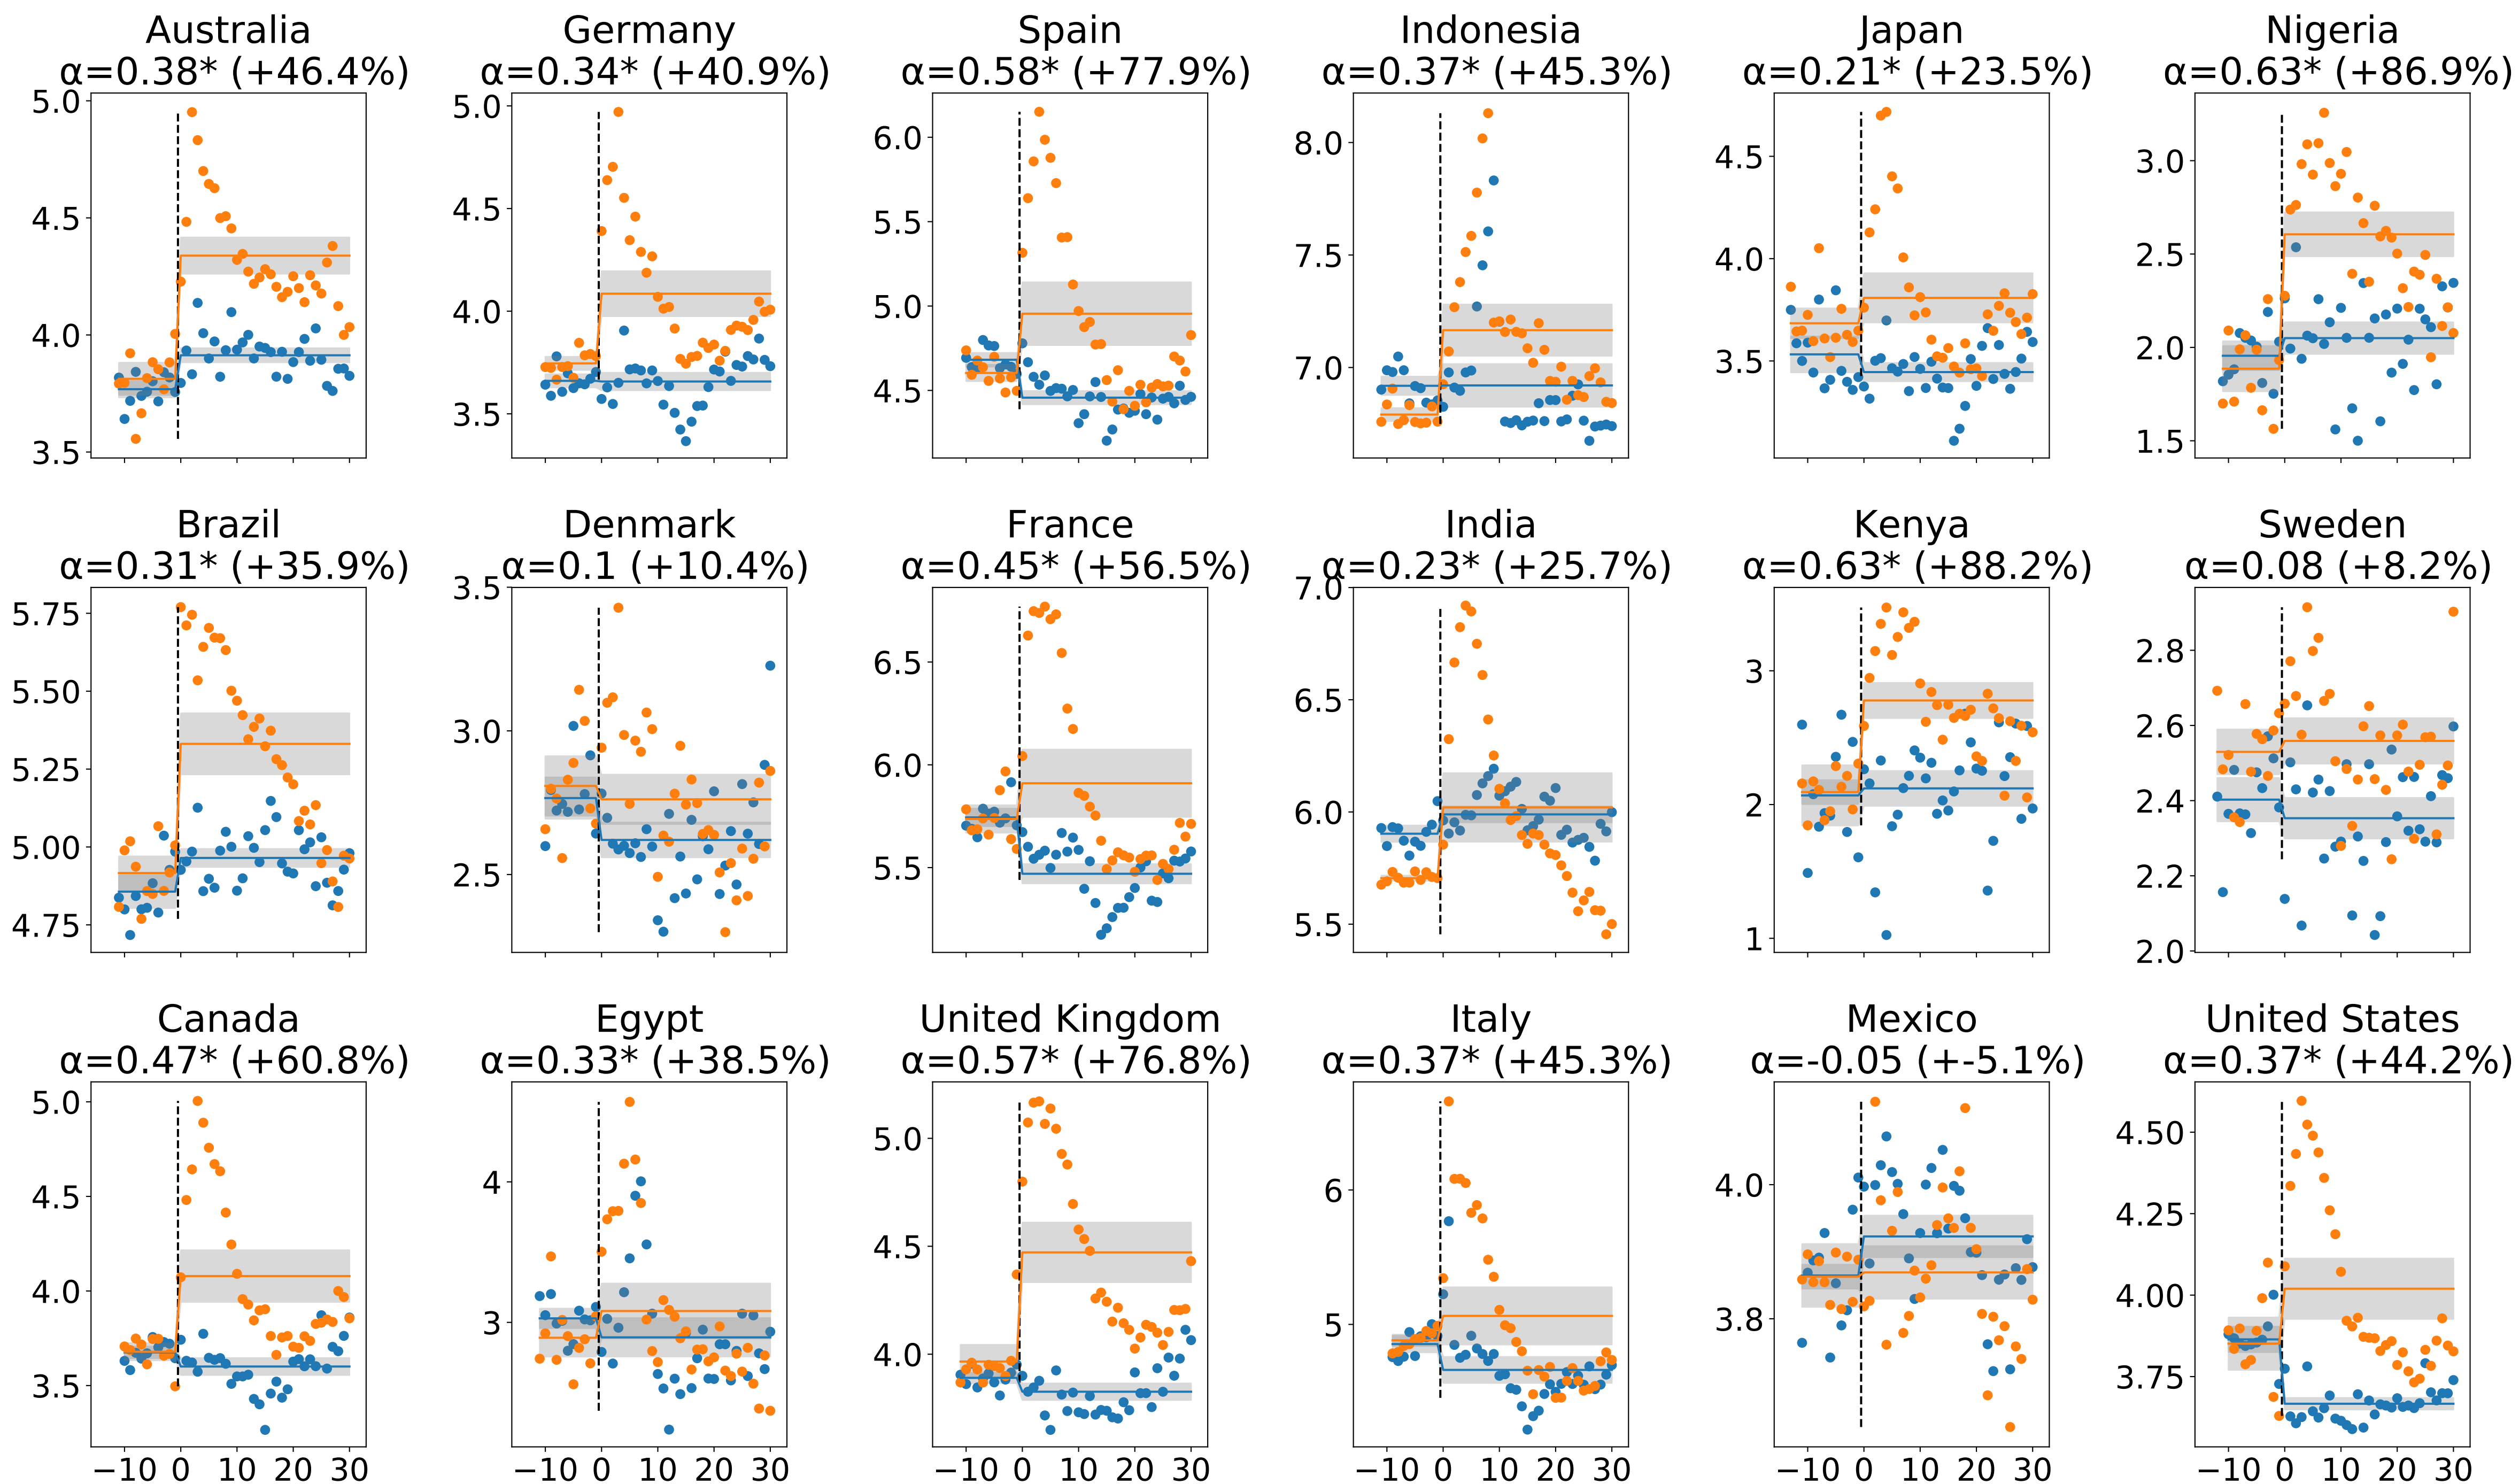 Australia
α=0.38* (+46.4%)
5.0
4.5
4.0
3.5
Germany
α=0.34* (+40.9%)
5.0
4.5
4.0
3.5
Spain
α=0.58* (+77.9%)
6.0
5.5
5.0
4.5
Indonesia
α=0.37* (+45.3%)
8.0
7.5
7.0
Japan
α=0.21* (+23.5%)
4.5
4.0
3.5
Nigeria
α=0.63* (+86.9%)
3.0
2.5
2.0
1.5
Brazil
α=0.31* (+35.9%)
5.75
5.50
5.25
5.00
4.75
Denmark
α=0.1 (+10.4%)
3.5
3.0
2.5
France
α=0.45* (+56.5%)
6.5
6.0
5.5
India
α=0.23* (+25.7%)
7.0
6.5
6.0
5.5
Kenya
α=0.63* (+88.2%)
3
2
1
Sweden
α=0.08 (+8.2%)
2.8
2.6
2.4
2.2
2.0
Canada
α=0.47* (+60.8%)
5.0
4.5
4.0
3.5
−10 0 10 20 30
Egypt
α=0.33* (+38.5%)
4
3
−10 0 10 20 30
United Kingdom
α=0.57* (+76.8%)
5.0
4.5
4.0
−10 0 10 20 30
Italy
α=0.37* (+45.3%)
6
5
−10 0 10 20 30
Mexico
α=-0.05 (+-5.1%)
4.0
3.8
−10 0 10 20 30
United States
α=0.37* (+44.2%)
4.50
4.25
4.00
3.75
−10 0 10 20 30